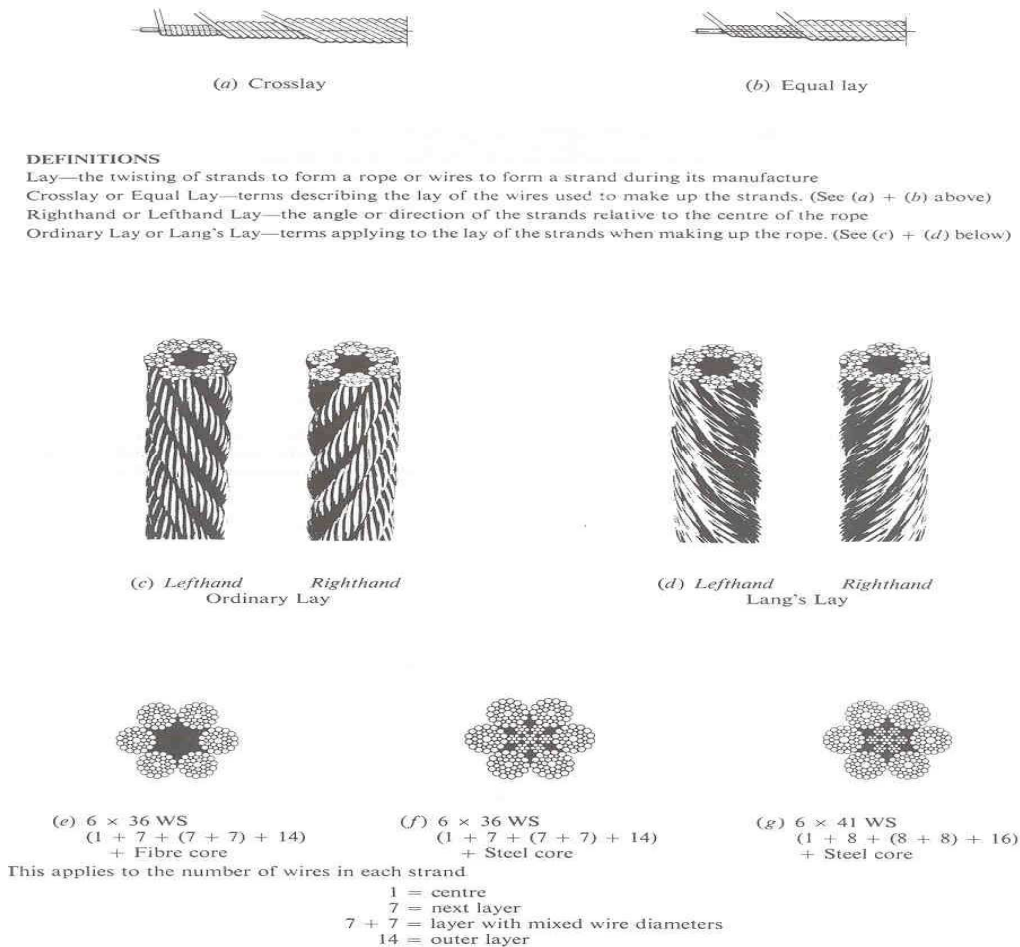 (a) Crosslay
(b) Equal lay
DEFINITIONS
Lay—the twisting of strands to form a rope or wires to form a strand during its manufacture
Crosslay or Equal Lay—terms describing the lay of the wires used to make up the strands. (See (a) + (b) above)
Righthand or Lefthand Lay—the angle or direction of the strands relative to the centre of the rope
Ordinary Lay or Lang's Lay—terms applying to the lay of the strands when making up the rope. (See (c) + (d) below)
(c) Lefthand Righthand
Ordinary Lay
(d) Lefthand Righthand
Lang's Lay
(e) 6 × 36 WS
(1 + 7 + (7 + 7) + 14)
+ Fibre core
(f) 6 × 36 WS
(1 + 7 + (7 + 7) + 14)
+ Steel core
(g) 6 × 41 WS
(1 + 8 + (8 + 8) + 16)
+ Steel core
This applies to the number of wires in each strand
1 = centre
7 = next layer
7 + 7 = layer with mixed wire diameters
14 = outer layer